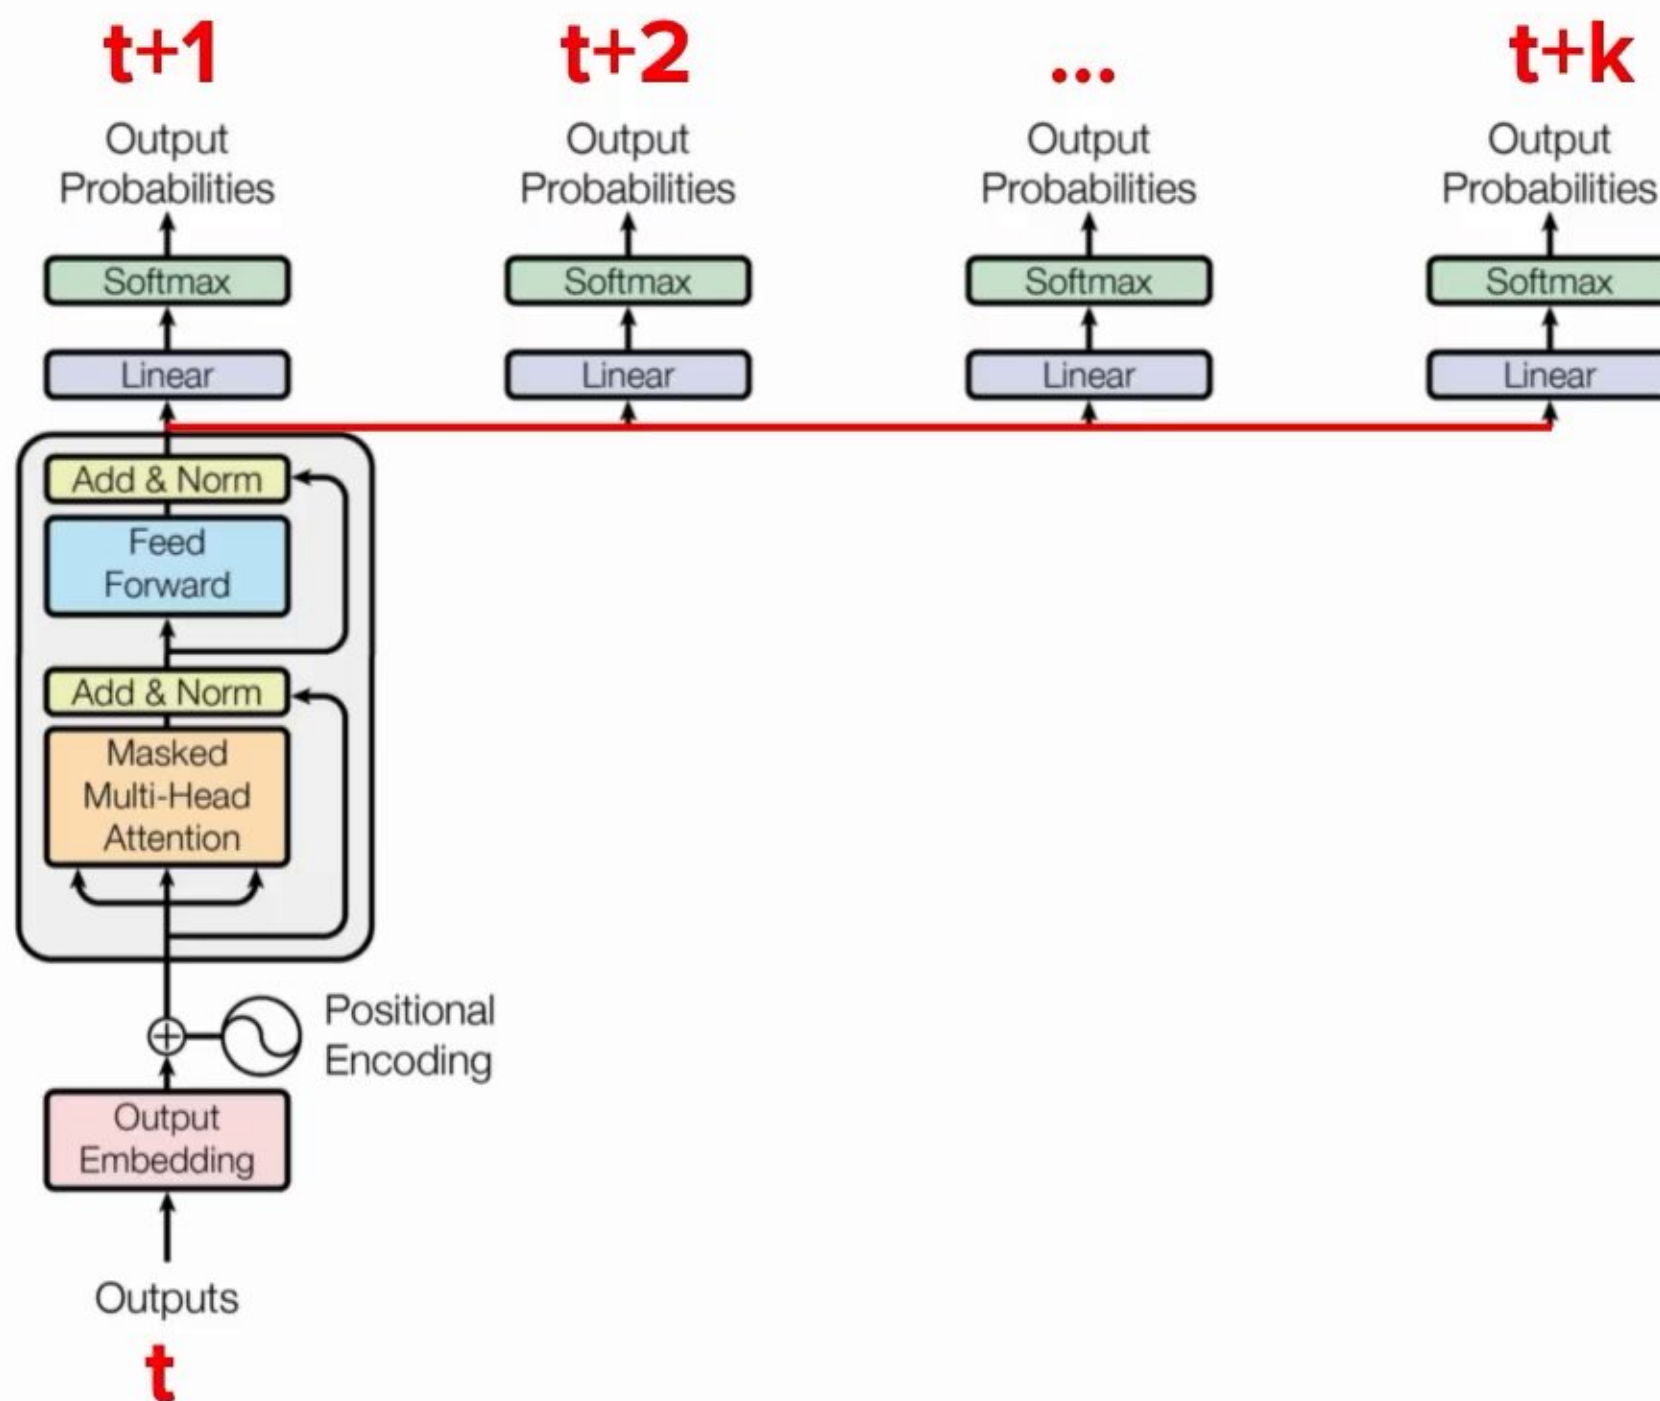 t+1
t+2
...
t+k
Output
Probabilities
Output
Probabilities
Output
Probabilities
Output
Probabilities
Softmax
Softmax
Softmax
Softmax
Linear
Linear
Linear
Linear
Add & Norm
Feed
Forward
Add & Norm
Masked
Multi-Head
Attention
Positional
Encoding
Output
Embedding
Outputs
t